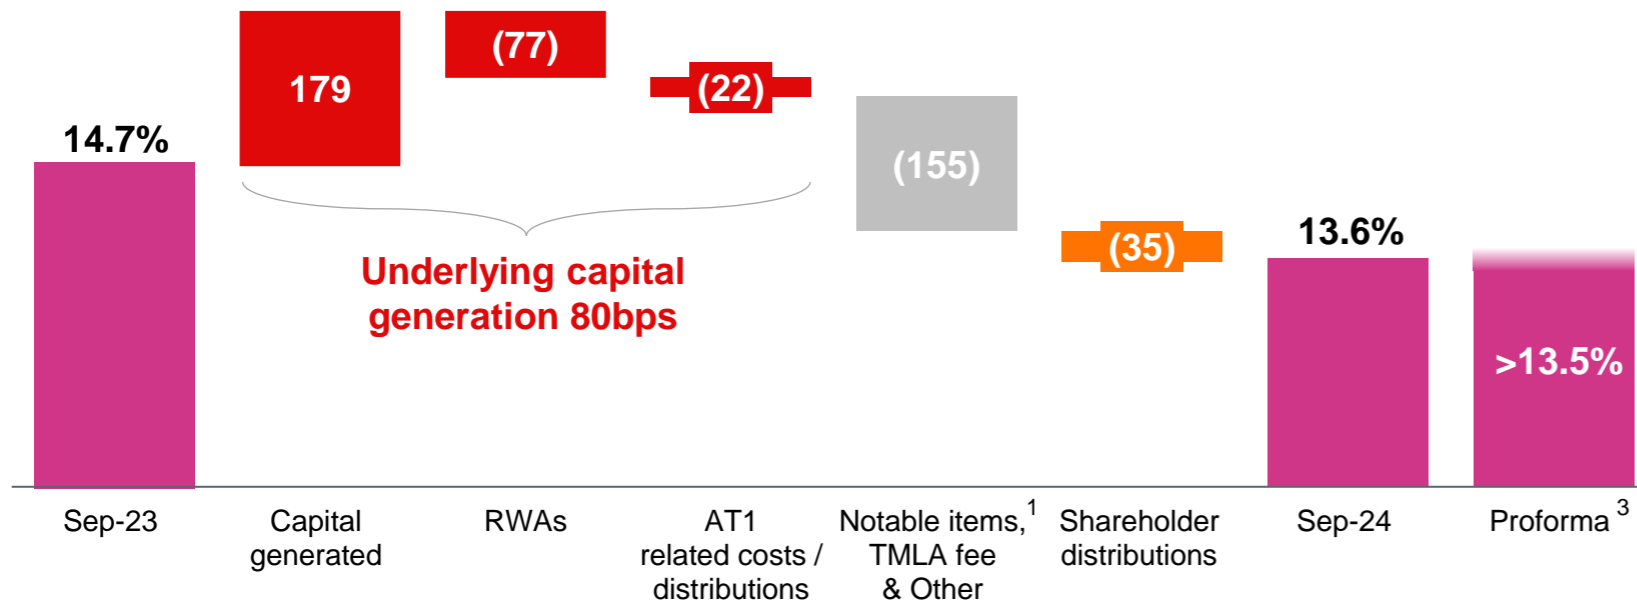 14.7%
179
(77)
(22)
(155)
(35)
13.6%
>13.5%
Underlying capital
generation 80bps
Sep-23
Capital
generated
RWAs
AT1
related costs /
distributions
Notable items,1
TMLA fee
& Other
Shareholder
distributions
Sep-24
Proforma 3